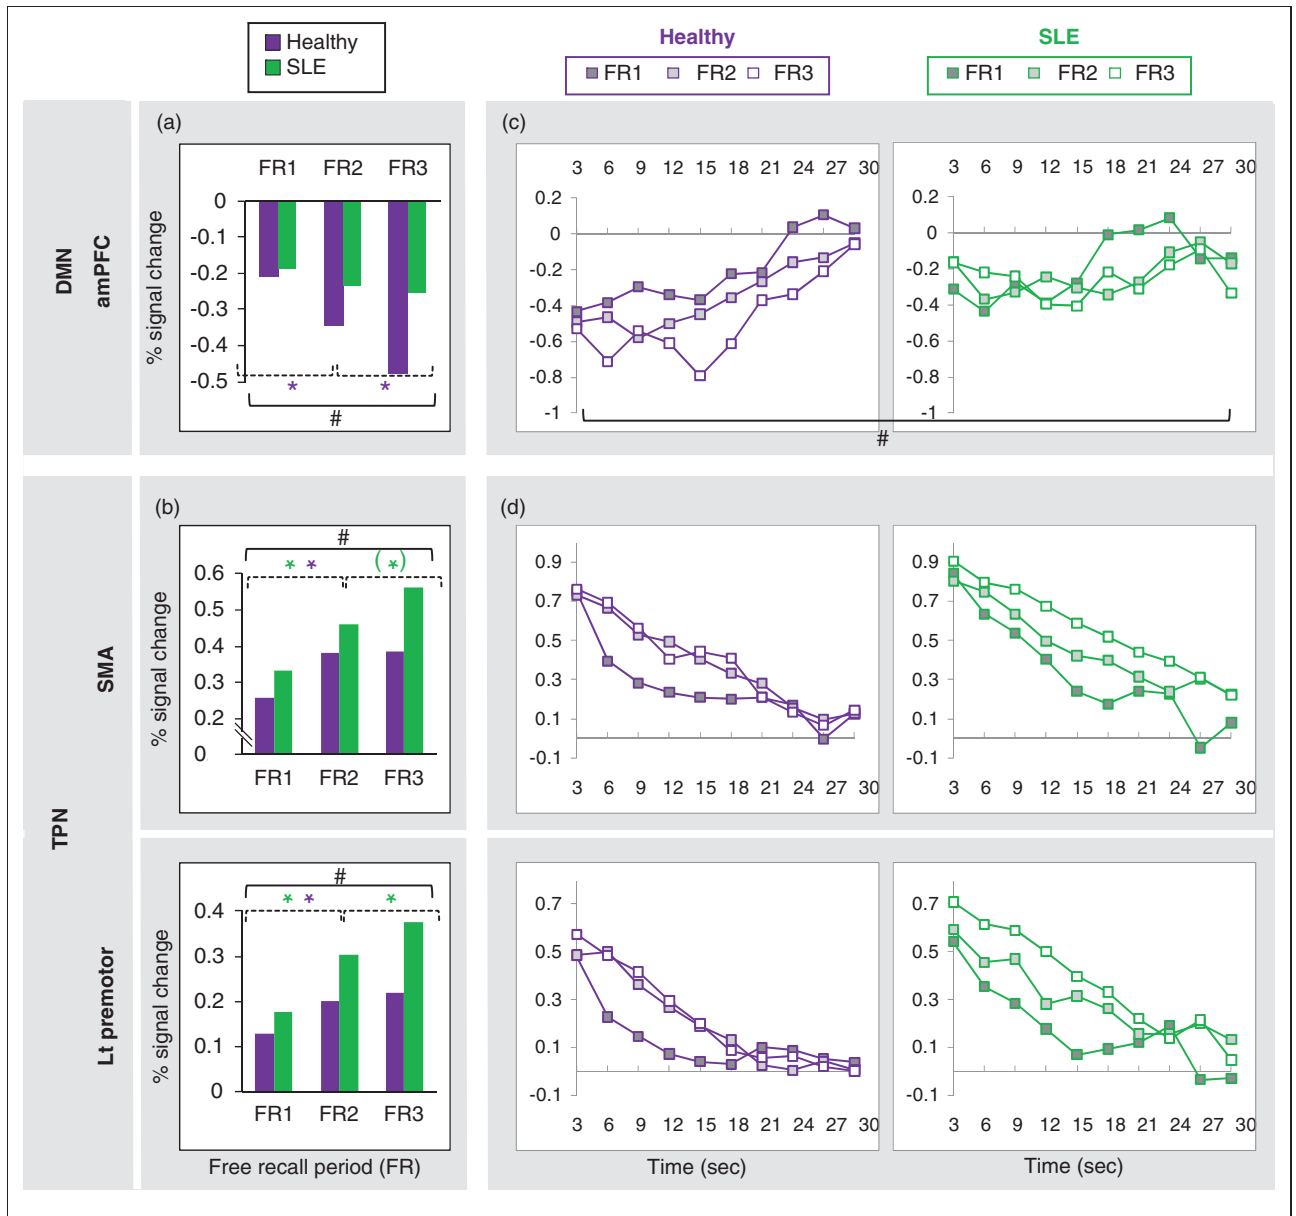 Healthy
SLE
Healthy
FR1 FR2 FR3
SLE
FR1 FR2 FR3
DMN
amPFC
(a)
FR1 FR2 FR3
% signal change
0
-0.1
-0.2
-0.3
-0.4
-0.5
* *
#
(c)
3 6 9 12 15 18 21 24 27 30
0.2
0
-0.2
-0.4
-0.6
-0.8
-1
3 6 9 12 15 18 21 24 27 30
0.2
0
-0.2
-0.4
-0.6
-0.8
-1
#
TPN
SMA
(b)
#
* * (*)
% signal change
0.6
0.5
0.4
0.3
0.2
0
FR1 FR2 FR3
(d)
0.9
0.7
0.5
0.3
0.1
-0.1
3 6 9 12 15 18 21 24 27 30
0.9
0.7
0.5
0.3
0.1
-0.1
3 6 9 12 15 18 21 24 27 30
Lt premotor
#
* * *
% signal change
0.4
0.3
0.2
0.1
0
FR1 FR2 FR3
Free recall period (FR)
0.7
0.5
0.3
0.1
-0.1
3 6 9 12 15 18 21 24 27 30
Time (sec)
0.7
0.5
0.3
0.1
-0.1
3 6 9 12 15 18 21 24 27 30
Time (sec)